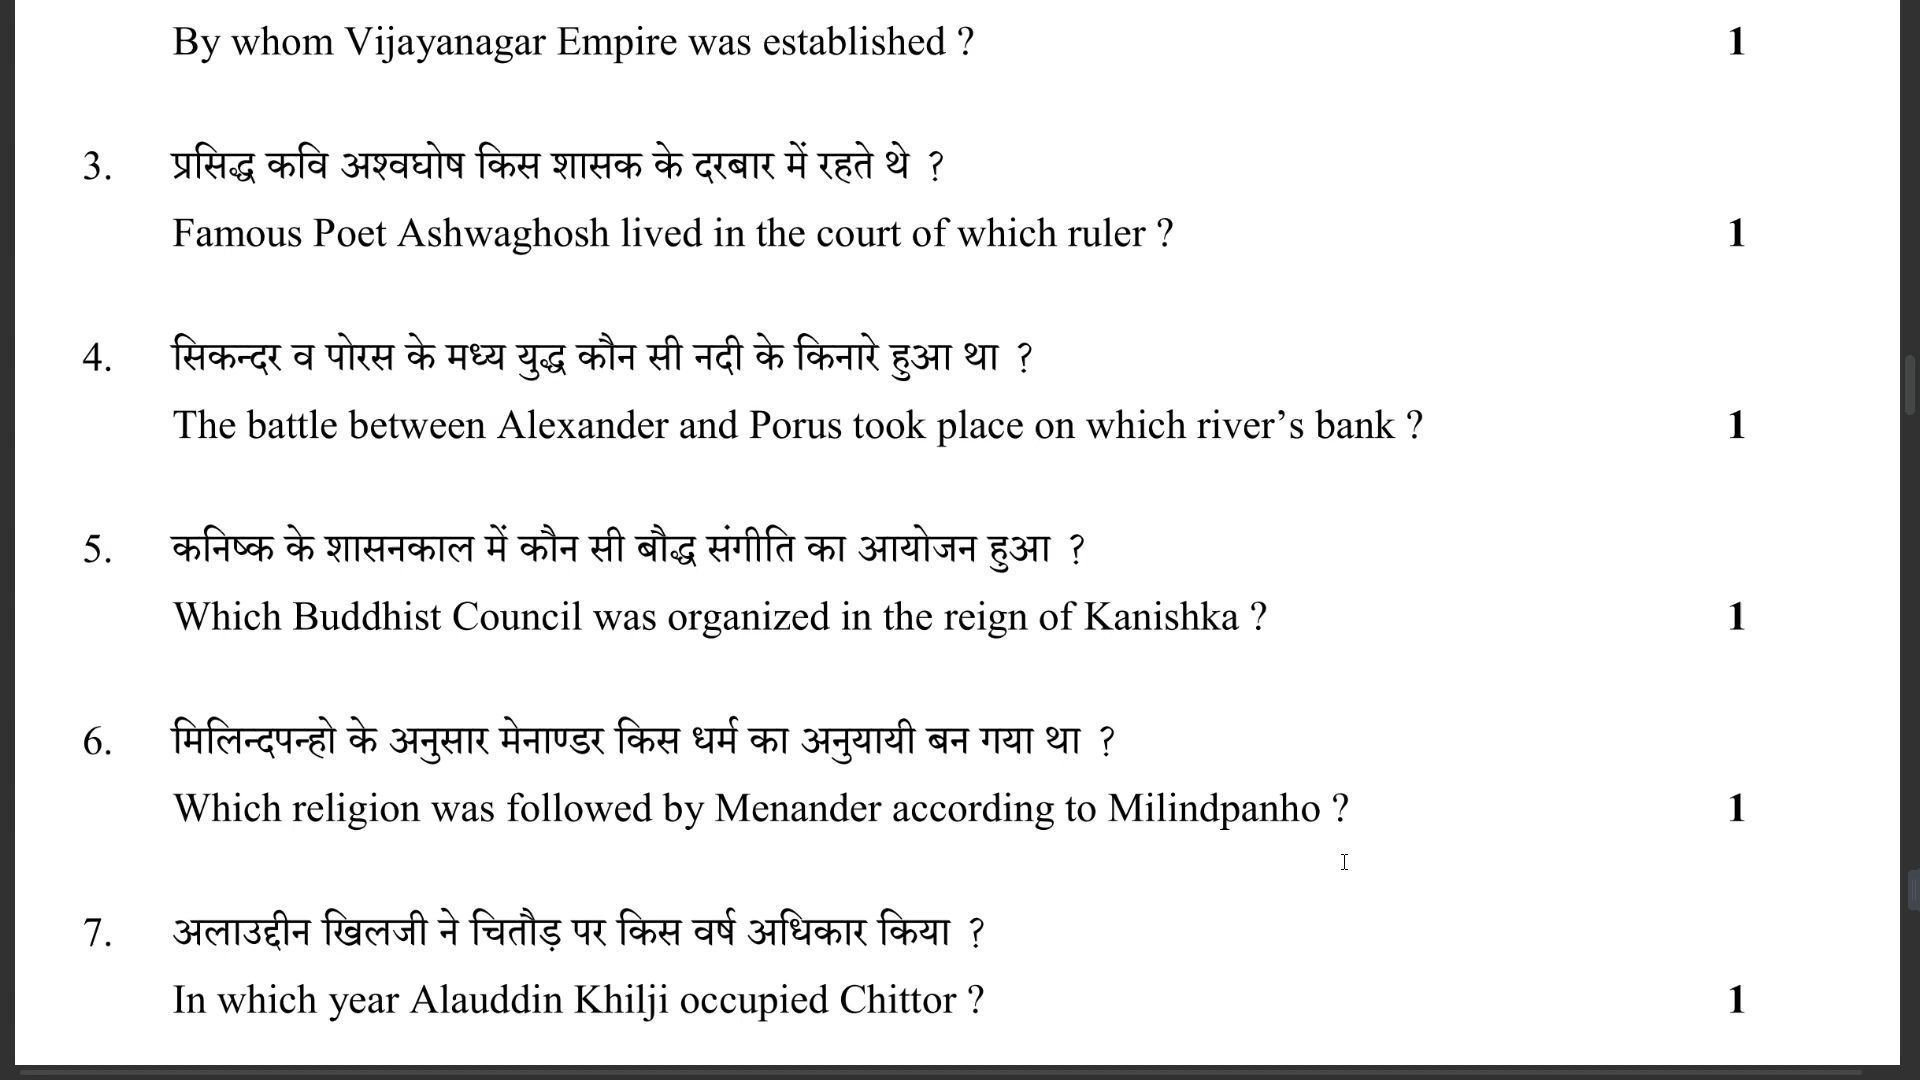 By whom Vijayanagar Empire was established ? 1
3. प्रसिद्ध कवि अश्वघोष किस शासक के दरबार में रहते थे ?
Famous Poet Ashwaghosh lived in the court of which ruler ? 1
4. सिकन्दर व पोरस के मध्य युद्ध कौन सी नदी के किनारे हुआ था ?
The battle between Alexander and Porus took place on which river’s bank ? 1
5. कनिष्क के शासनकाल में कौन सी बौद्ध संगीति का आयोजन हुआ ?
Which Buddhist Council was organized in the reign of Kanishka ? 1
6. मिलिन्दपन्हो के अनुसार मेनाण्डर किस धर्म का अनुयायी बन गया था ?
Which religion was followed by Menander according to Milindpanho ? 1
7. अलाउद्दीन खिलजी ने चितौड़ पर किस वर्ष अधिकार किया ?
In which year Alauddin Khilji occupied Chittor ? 1